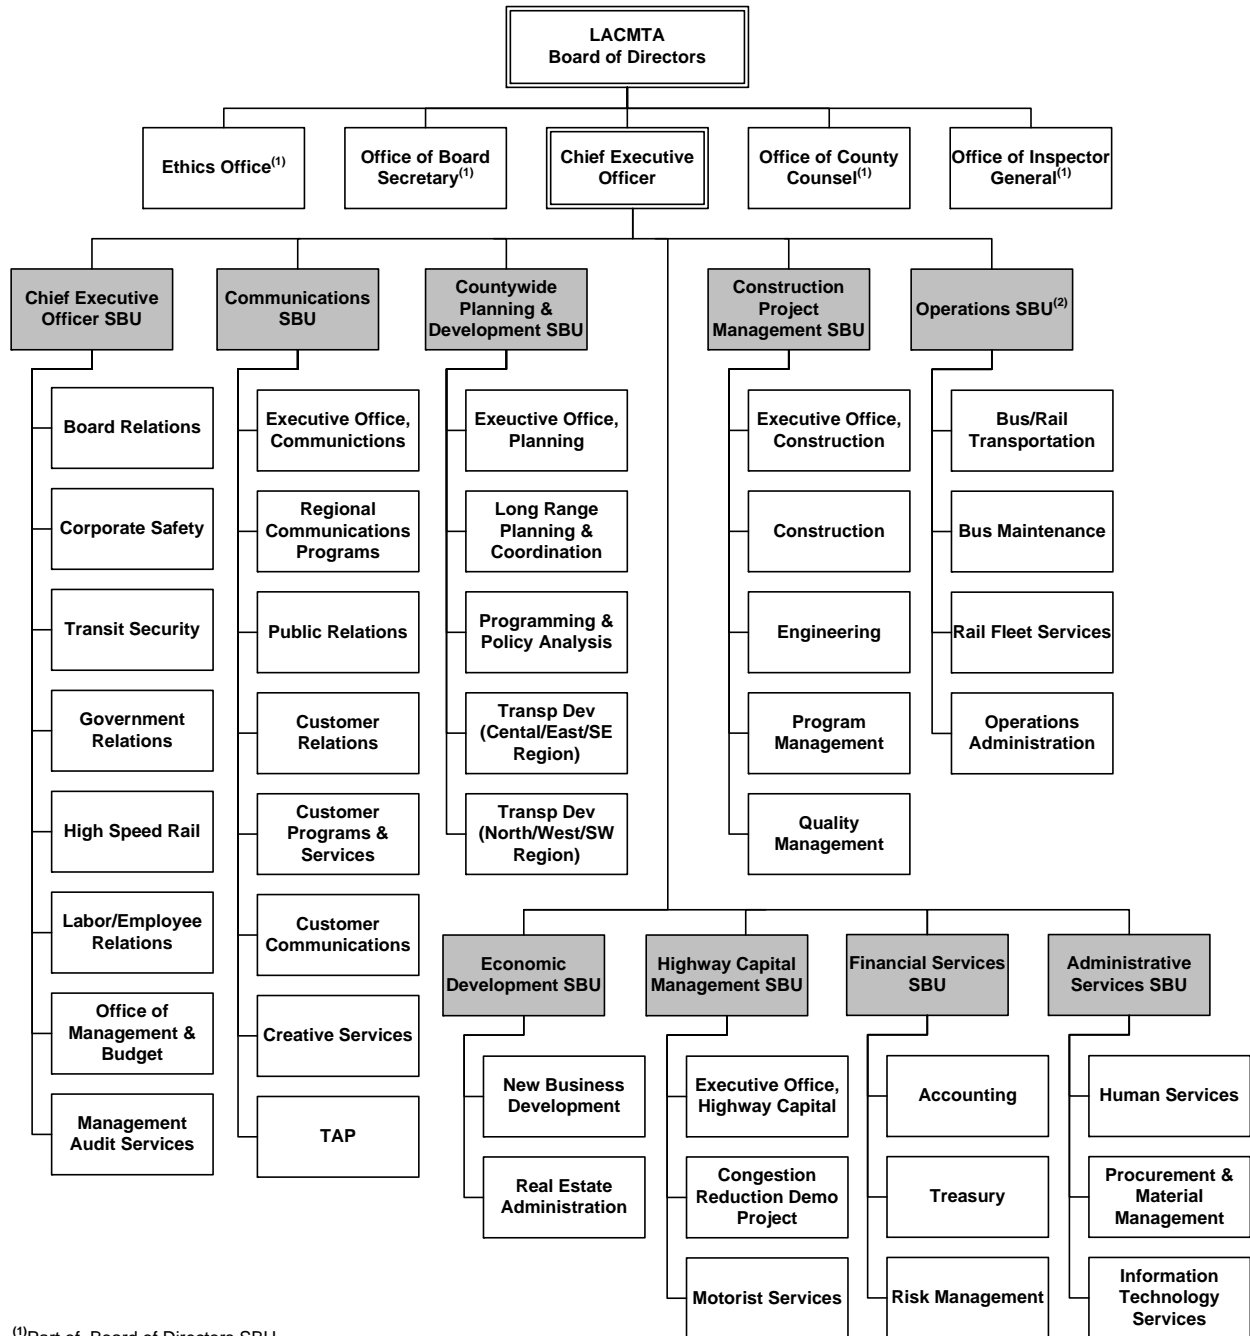 LACMTA
Board of Directors
Ethics Office(1)
Office of Board
Secretary(1)
Chief Executive
Officer
Office of County
Counsel(1)
Office of Inspector
General(1)
Chief Executive
Officer SBU
Communications
SBU
Countywide
Planning &
Development SBU
Construction
Project
Management SBU
Operations SBU(2)
Board Relations
Corporate Safety
Transit Security
Government
Relations
High Speed Rail
Labor/Employee
Relations
Office of
Management &
Budget
Management
Audit Services
Executive Office,
Communictions
Regional
Communications
Programs
Public Relations
Customer
Relations
Customer
Programs &
Services
Customer
Communications
Creative Services
TAP
Exeuctive Office,
Planning
Long Range
Planning &
Coordination
Programming &
Policy Analysis
Transp Dev
(Cental/East/SE
Region)
Transp Dev
(North/West/SW
Region)
Executive Office,
Construction
Construction
Engineering
Program
Management
Quality
Management
Bus/Rail
Transportation
Bus Maintenance
Rail Fleet Services
Operations
Administration
Economic
Development SBU
Highway Capital
Management SBU
Financial Services
SBU
Administrative
Services SBU
New Business
Development
Real Estate
Administration
Executive Office,
Highway Capital
Congestion
Reduction Demo
Project
Motorist Services
Accounting
Treasury
Risk Management
Human Services
Procurement &
Material
Management
Information
Technology
Services
(1)Part of Board of Directors SBU